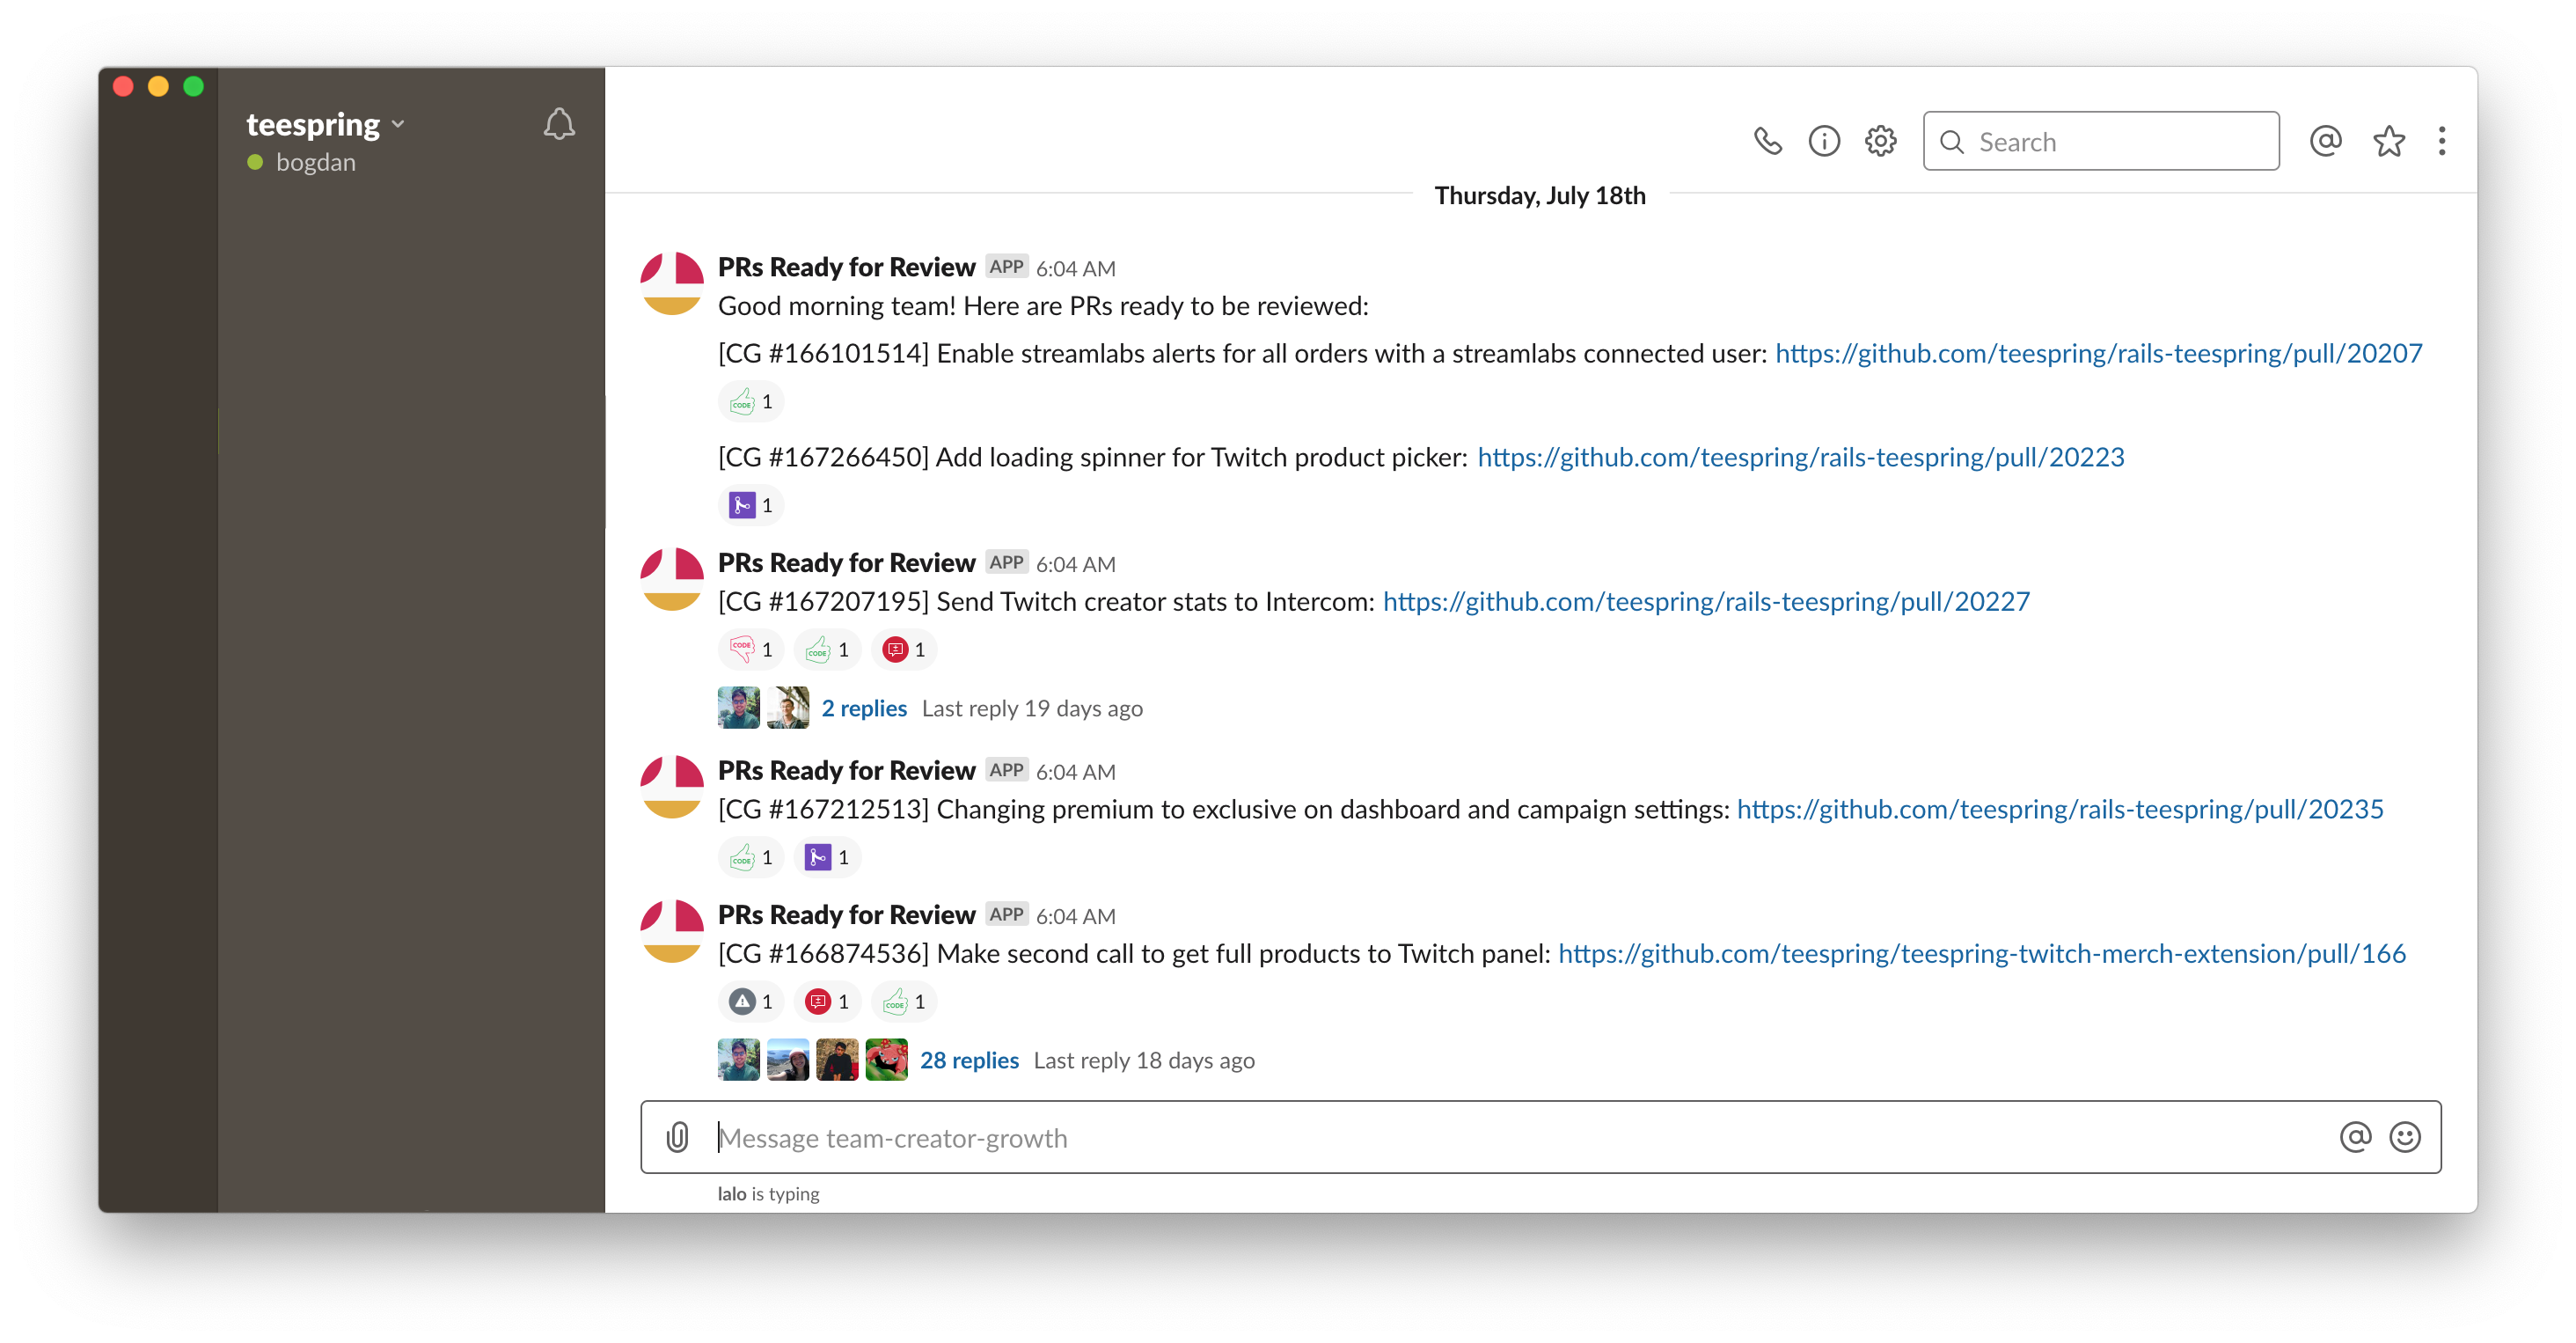 teespring
bogdan
Search
Thursday, July 18th
PRs Ready for Review APP 6:04 AM
Good morning team! Here are PRs ready to be reviewed:
[CG #166101514] Enable streamlabs alerts for all orders with a streamlabs connected user: https://github.com/teespring/rails-teespring/pull/20207
CODE 1
[CG #167266450] Add loading spinner for Twitch product picker: https://github.com/teespring/rails-teespring/pull/20223
1
PRs Ready for Review APP 6:04 AM
[CG #167207195] Send Twitch creator stats to Intercom: https://github.com/teespring/rails-teespring/pull/20227
CODE 1 CODE 1 1
2 replies Last reply 19 days ago
PRs Ready for Review APP 6:04 AM
[CG #167212513] Changing premium to exclusive on dashboard and campaign settings: https://github.com/teespring/rails-teespring/pull/20235
CODE 1 1
PRs Ready for Review APP 6:04 AM
[CG #166874536] Make second call to get full products to Twitch panel: https://github.com/teespring/teespring-twitch-merch-extension/pull/166
1 1 CODE 1
28 replies Last reply 18 days ago
Message team-creator-growth
lalo is typing